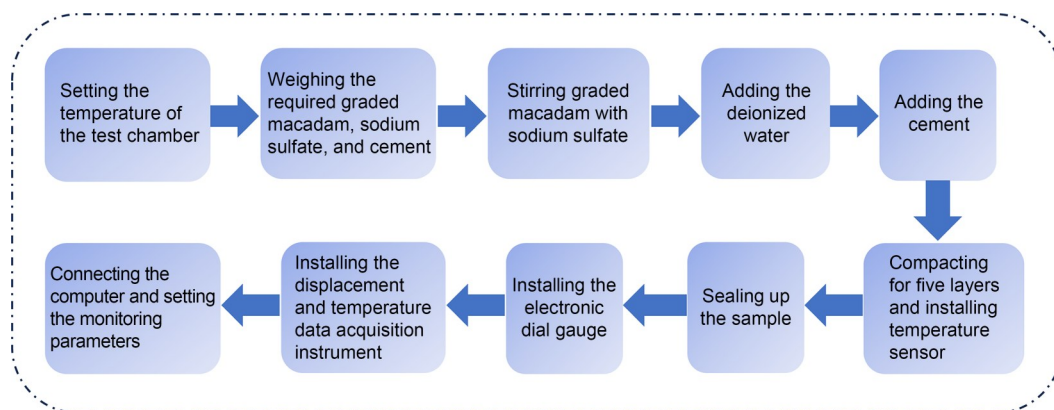 Setting the
temperature of
the test chamber
Weighing the
required graded
macadam, sodium
sulfate, and cement
Stirring graded
macadam with
sodium sulfate
Adding the
deionized
water
Adding the
cement
Compacting
for five layers
and installing
temperature
sensor
Sealing up
the sample
Installing the
electronic
dial gauge
Installing the
displacement
and temperature
data acquisition
instrument
Connecting the
computer and setting
the monitoring
parameters